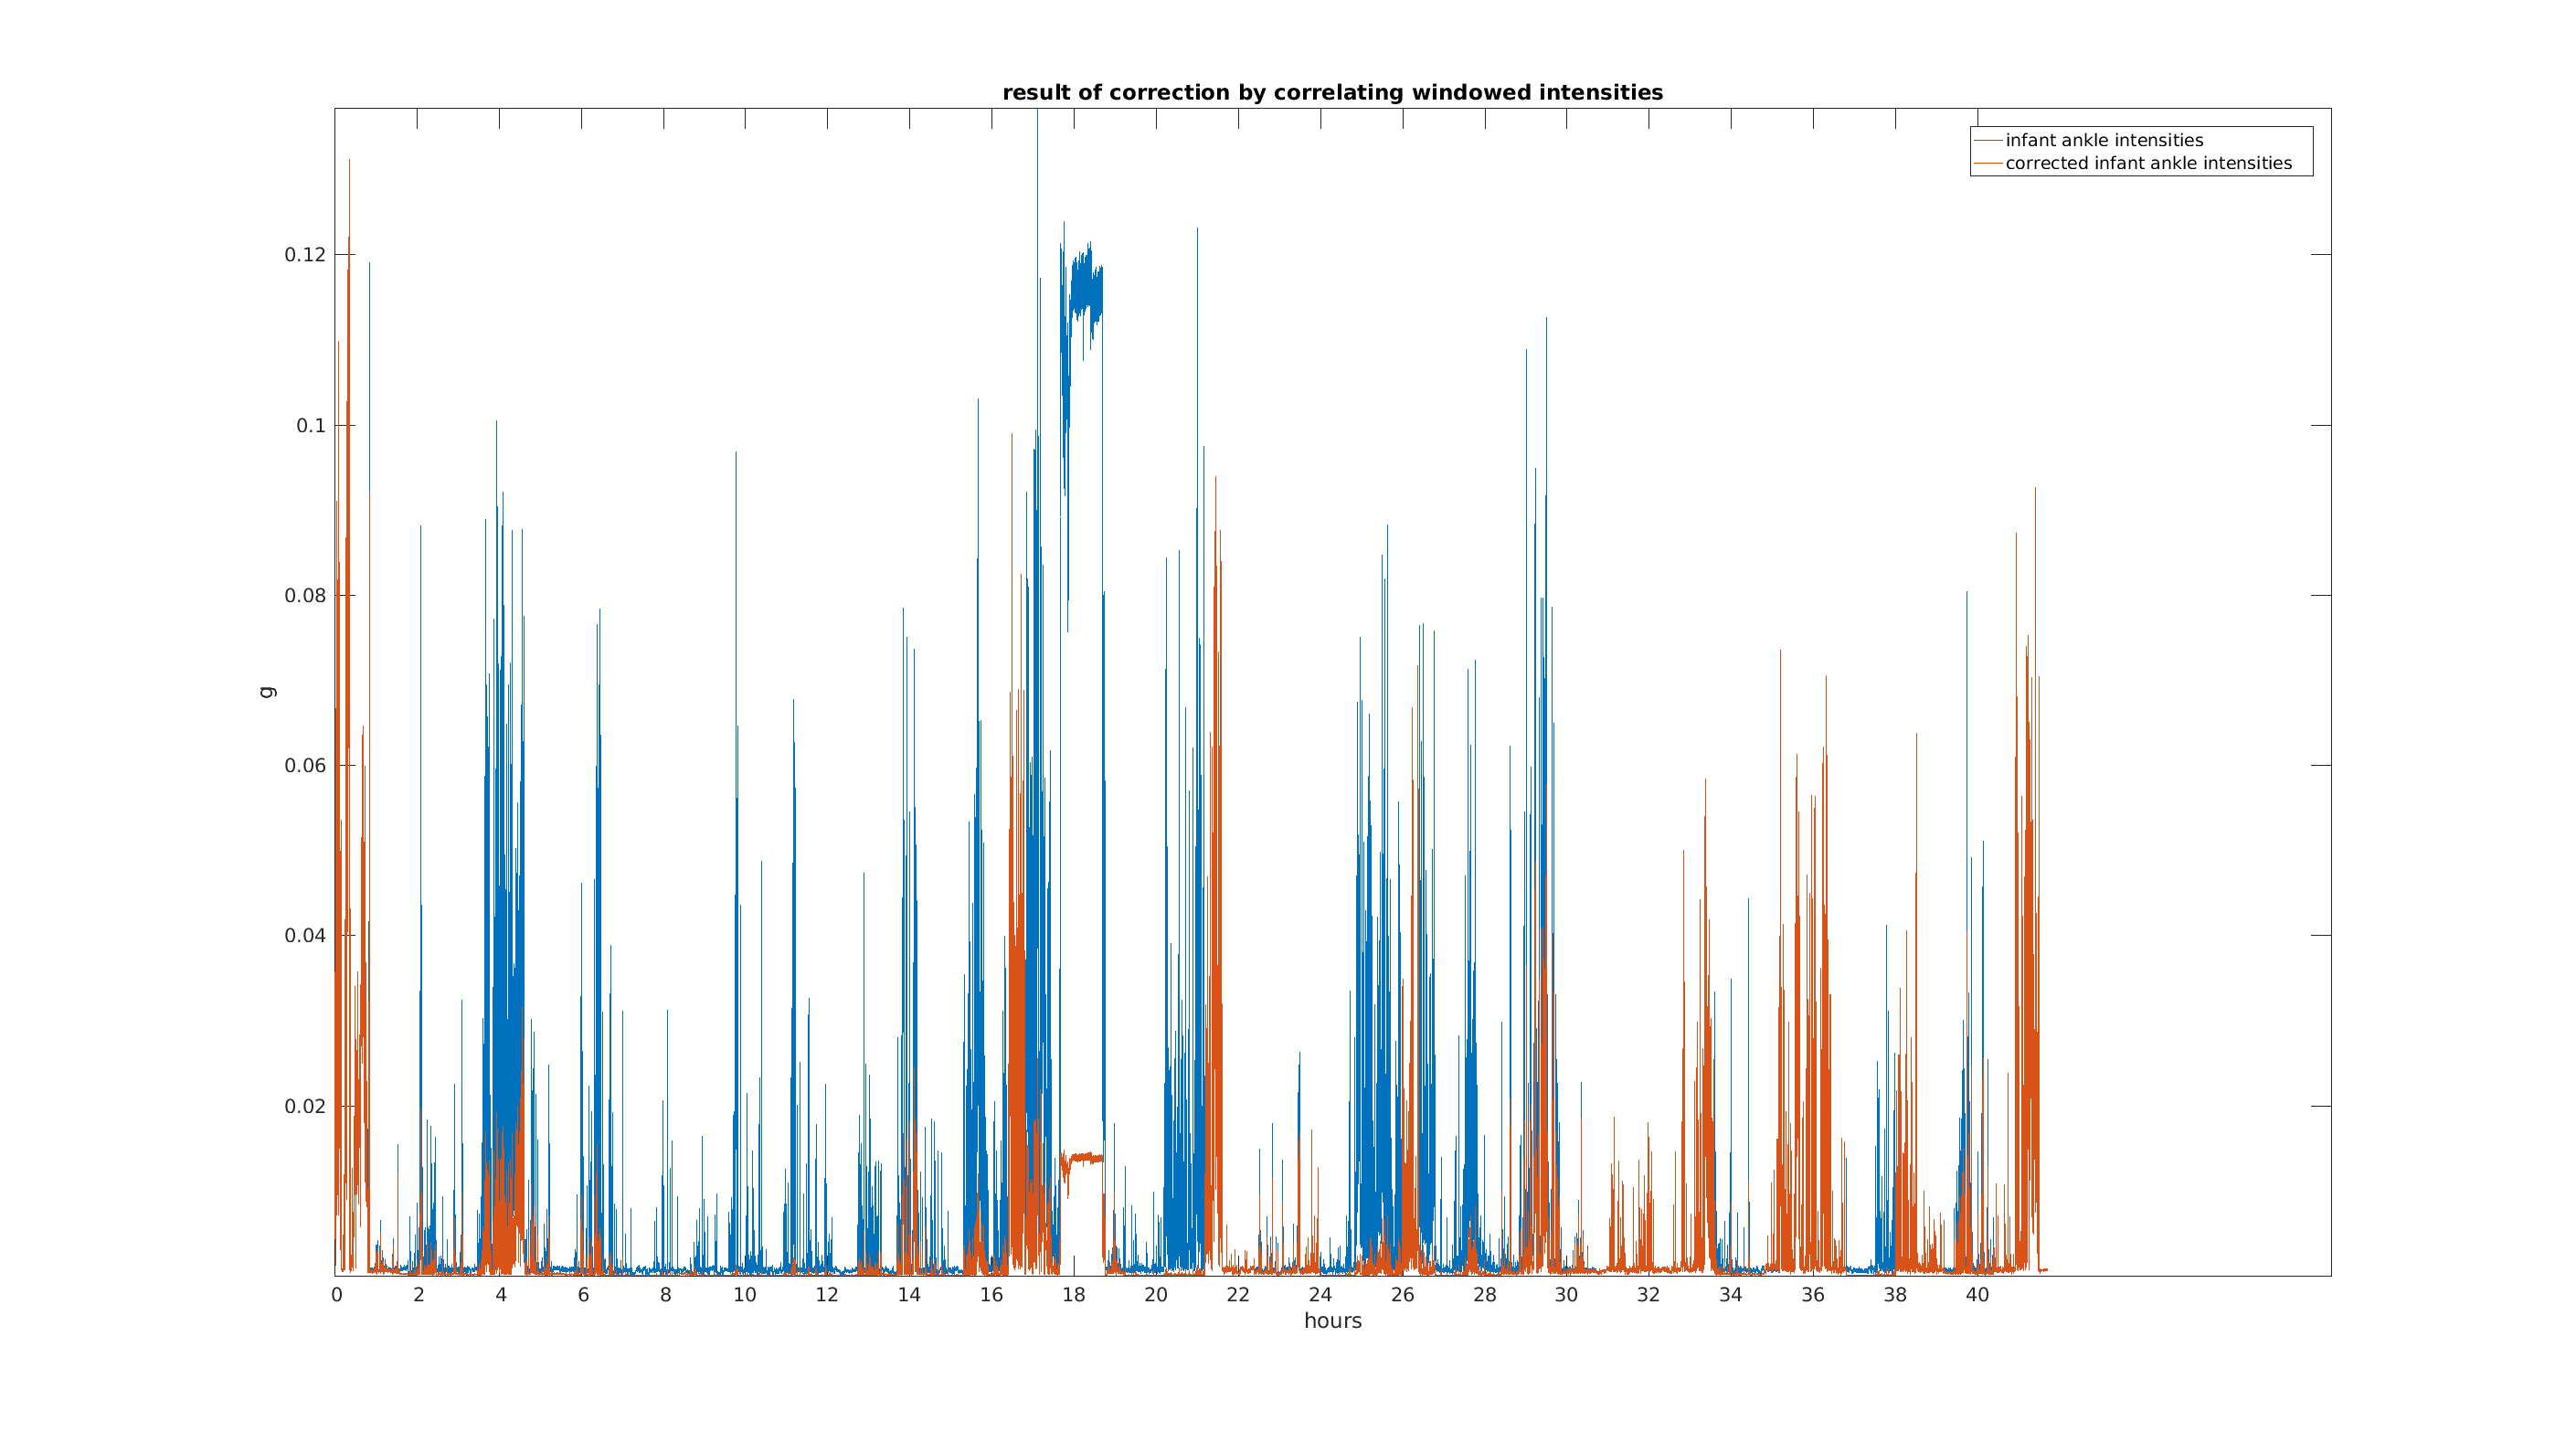 result of correction by correlating windowed intensities
infant ankle intensities
corrected infant ankle intensities
0.12
0.1
0.08
0.06
0.04
0.02
g
0 2 4 6 8 10 12 14 16 18 20 22 24 26 28 30 32 34 36 38 40
hours